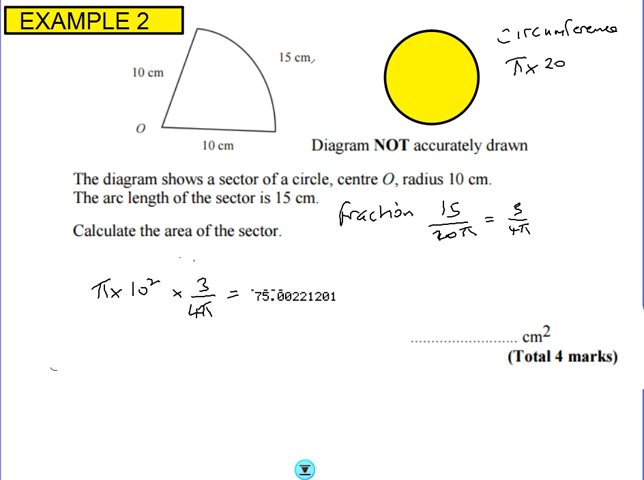 EXAMPLE 2
Circumference
π x 20
15 cm
10 cm
O
10 cm
Diagram NOT accurately drawn
The diagram shows a sector of a circle, centre O, radius 10 cm.
The arc length of the sector is 15 cm.
fraction 15/20π = 3/4π
Calculate the area of the sector.
π x 10² x 3/4π = 75.00221201
.......................... cm²
(Total 4 marks)